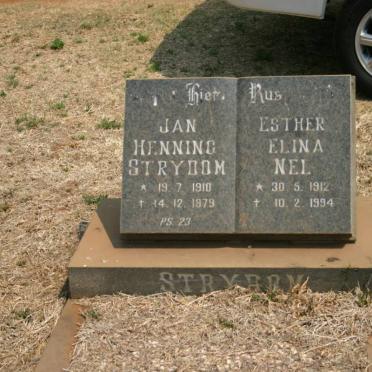 Hier Rus
JAN
HENNING
STRYDOM
* 19.7.1910
† 14.12.1979
PS. 23
ESTHER
ELINA
NEL
* 30.5.1912
† 10.2.1994
STRYDOM